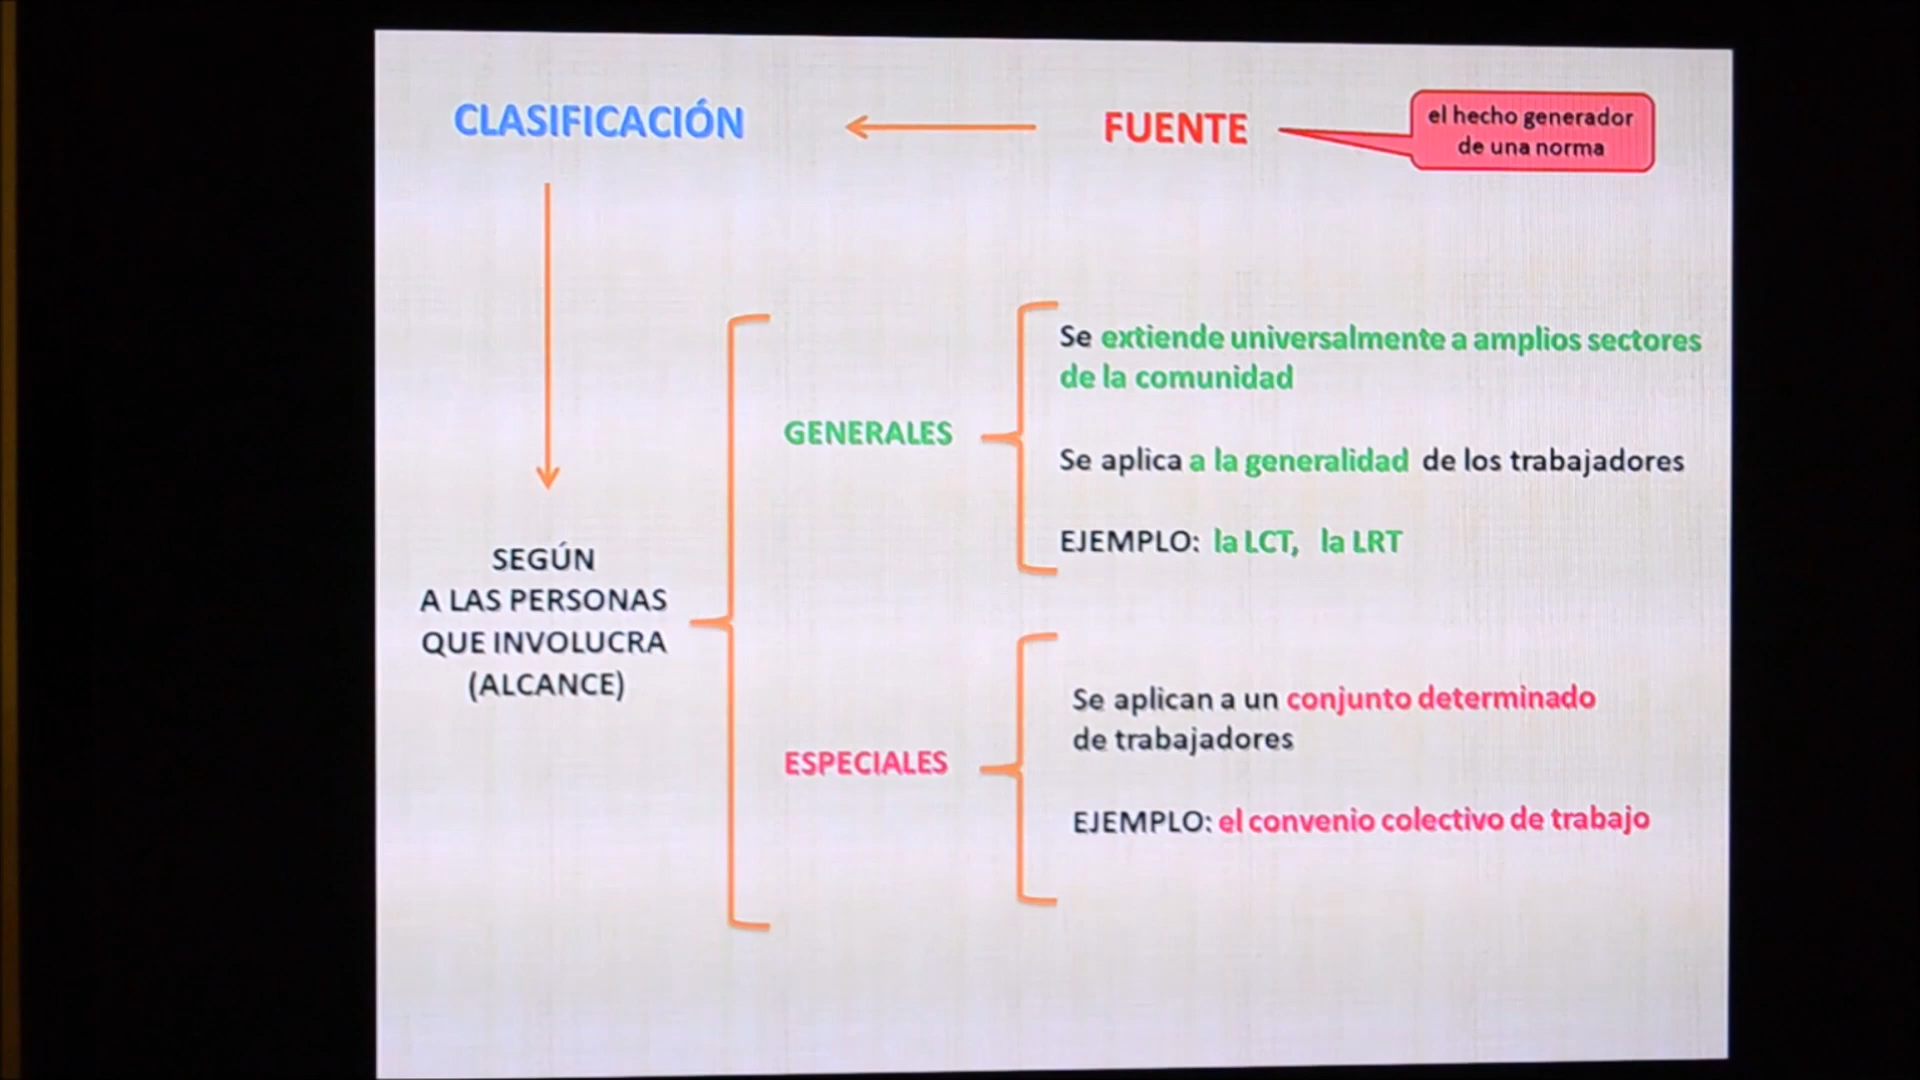 CLASIFICACIÓN
FUENTE
el hecho generador
de una norma
SEGÚN
A LAS PERSONAS
QUE INVOLUCRA
(ALCANCE)
GENERALES
Se extiende universalmente a amplios sectores
de la comunidad
Se aplica a la generalidad de los trabajadores
EJEMPLO: la LCT, la LRT
ESPECIALES
Se aplican a un conjunto determinado
de trabajadores
EJEMPLO: el convenio colectivo de trabajo